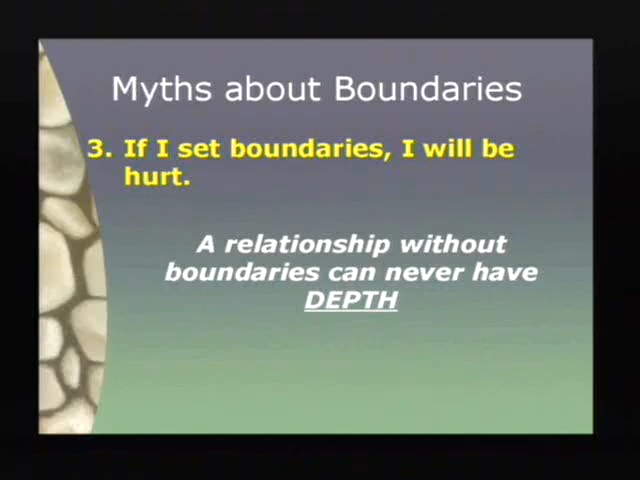 Myths about Boundaries
3. If I set boundaries, I will be
hurt.
A relationship without
boundaries can never have
DEPTH